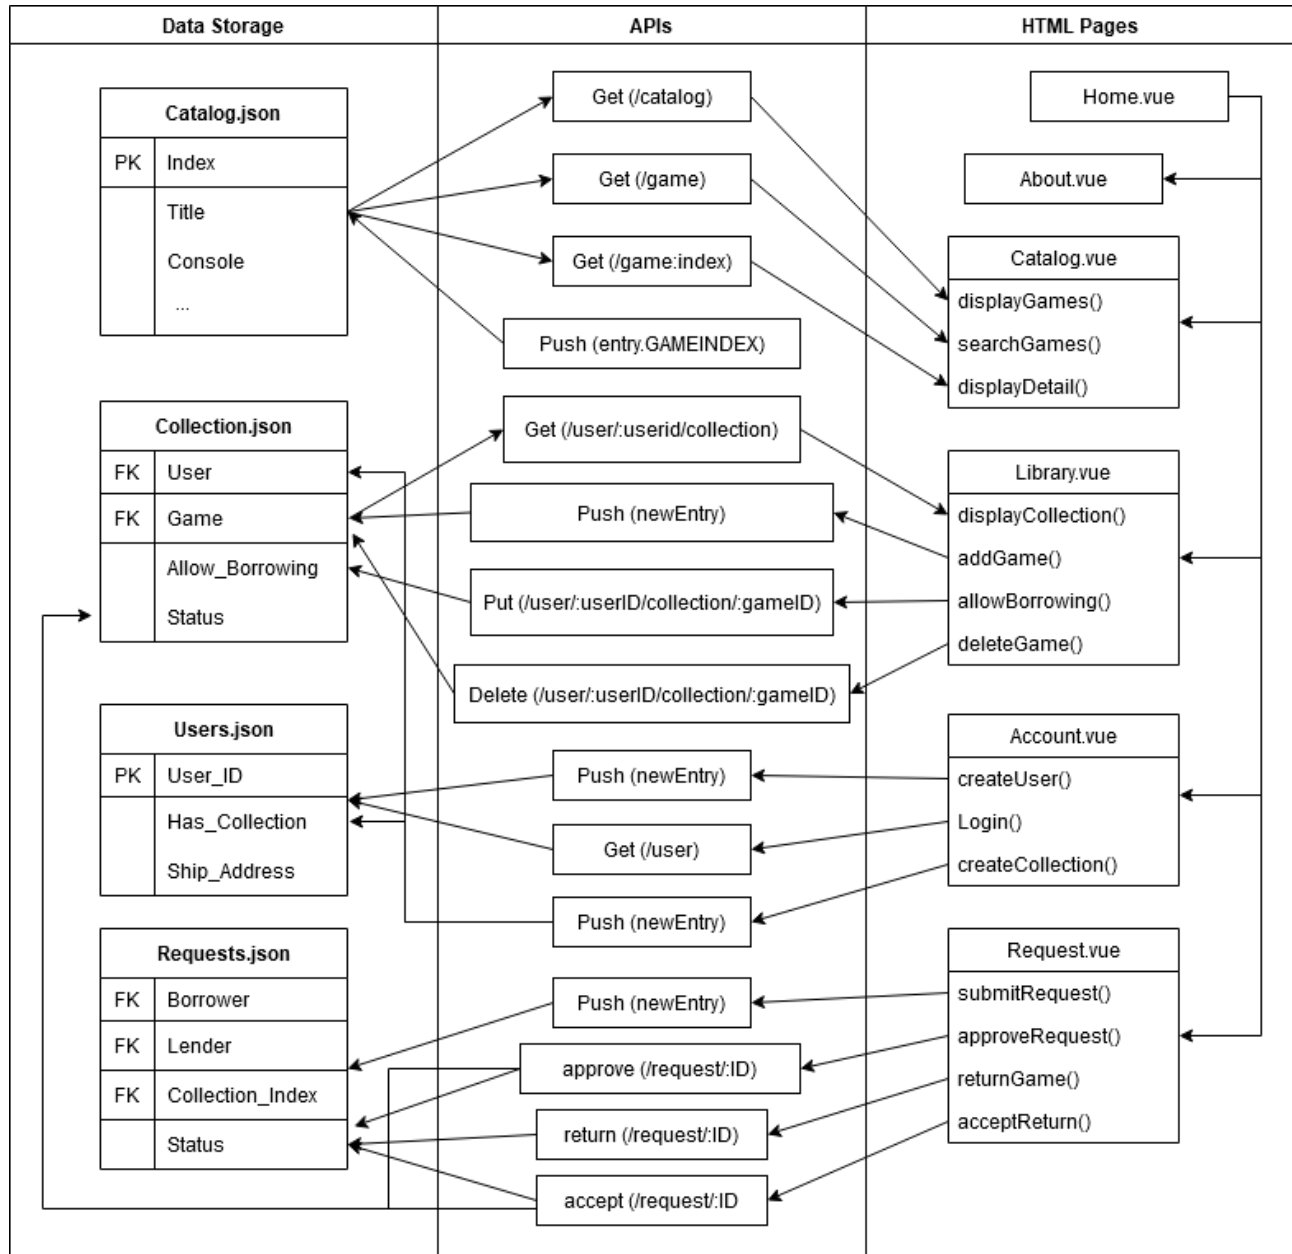 Data Storage
APIs
HTML Pages
Catalog.json
PK Index
Title
Console
...
Collection.json
FK User
FK Game
Allow_Borrowing
Status
Users.json
PK User_ID
Has_Collection
Ship_Address
Requests.json
FK Borrower
FK Lender
FK Collection_Index
Status
Get (/catalog)
Get (/game)
Get (/game:index)
Push (entry.GAMEINDEX)
Get (/user/:userid/collection)
Push (newEntry)
Put (/user/:userID/collection/:gameID)
Delete (/user/:userID/collection/:gameID)
Push (newEntry)
Get (/user)
Push (newEntry)
Push (newEntry)
approve (/request/:ID)
return (/request/:ID)
accept (/request/:ID
Home.vue
About.vue
Catalog.vue
displayGames()
searchGames()
displayDetail()
Library.vue
displayCollection()
addGame()
allowBorrowing()
deleteGame()
Account.vue
createUser()
Login()
createCollection()
Request.vue
submitRequest()
approveRequest()
returnGame()
acceptReturn()